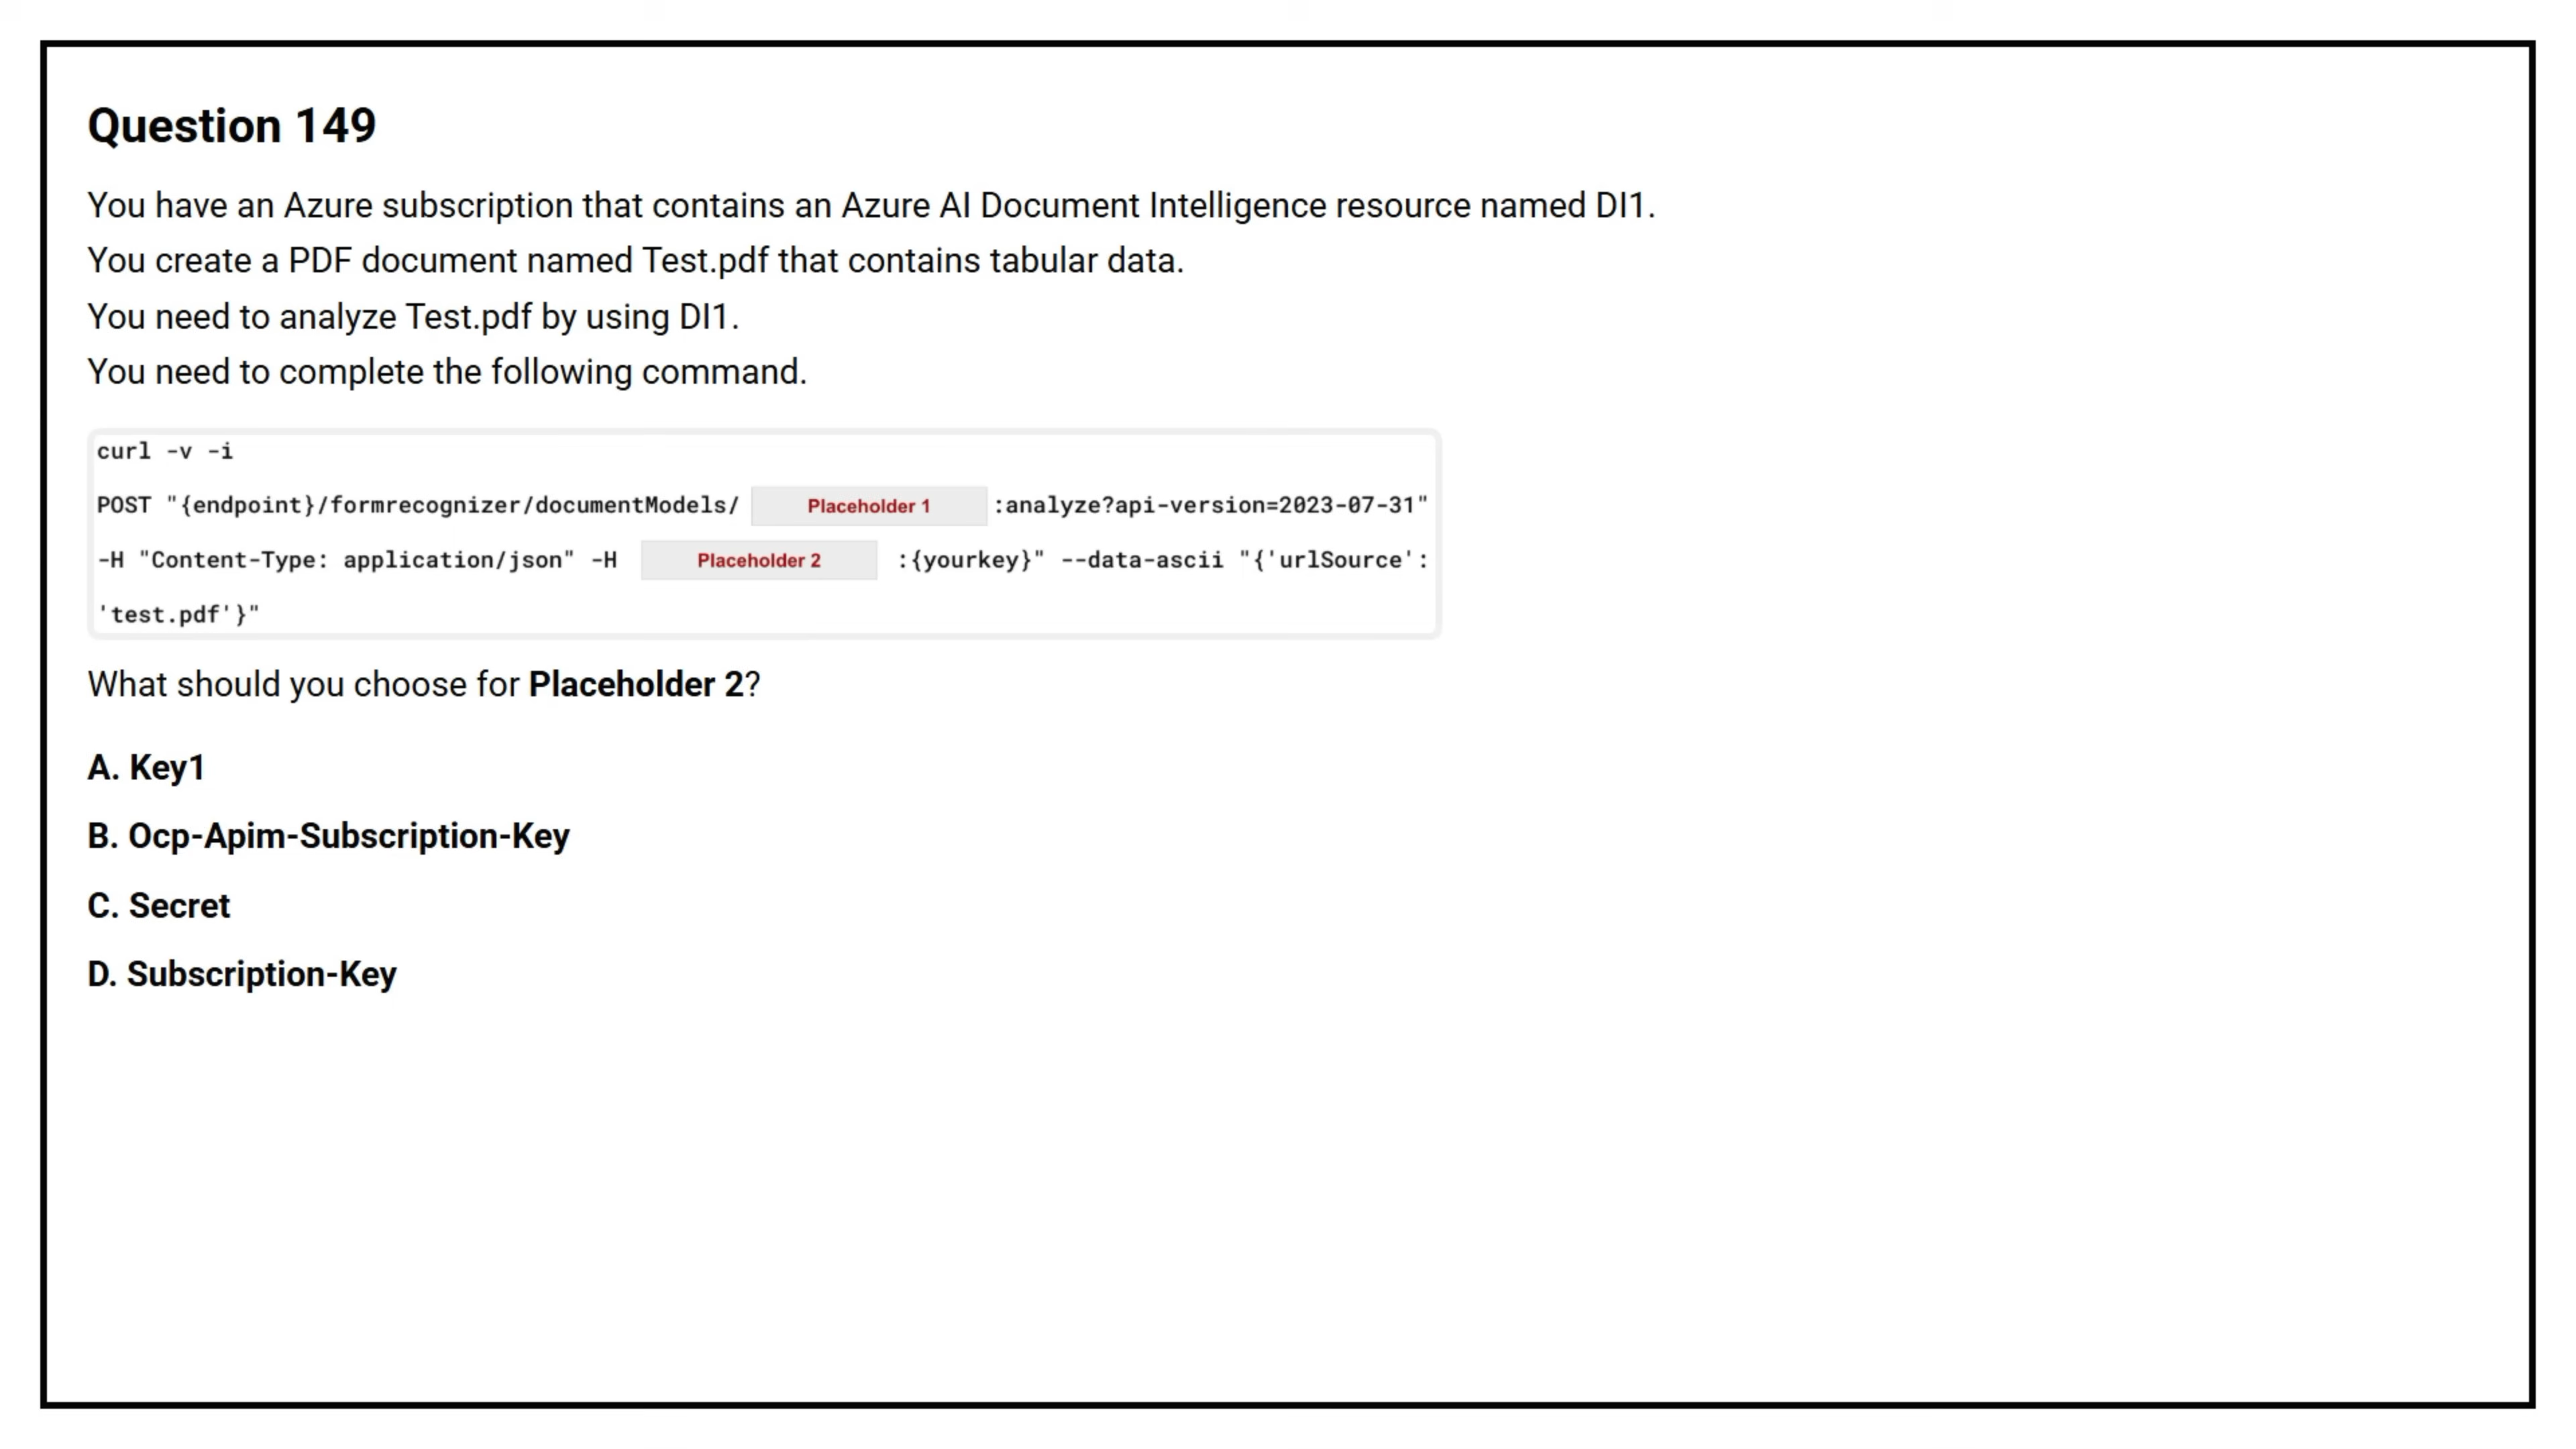 Question 149
You have an Azure subscription that contains an Azure AI Document Intelligence resource named DI1.
You create a PDF document named Test.pdf that contains tabular data.
You need to analyze Test.pdf by using DI1.
You need to complete the following command.
curl -v -i
POST "{endpoint}/formrecognizer/documentModels/ Placeholder 1 :analyze?api-version=2023-07-31"
-H "Content-Type: application/json" -H Placeholder 2 :{yourkey}" --data-ascii "{'urlSource':
'test.pdf'}"
What should you choose for Placeholder 2?
A. Key1
B. Ocp-Apim-Subscription-Key
C. Secret
D. Subscription-Key